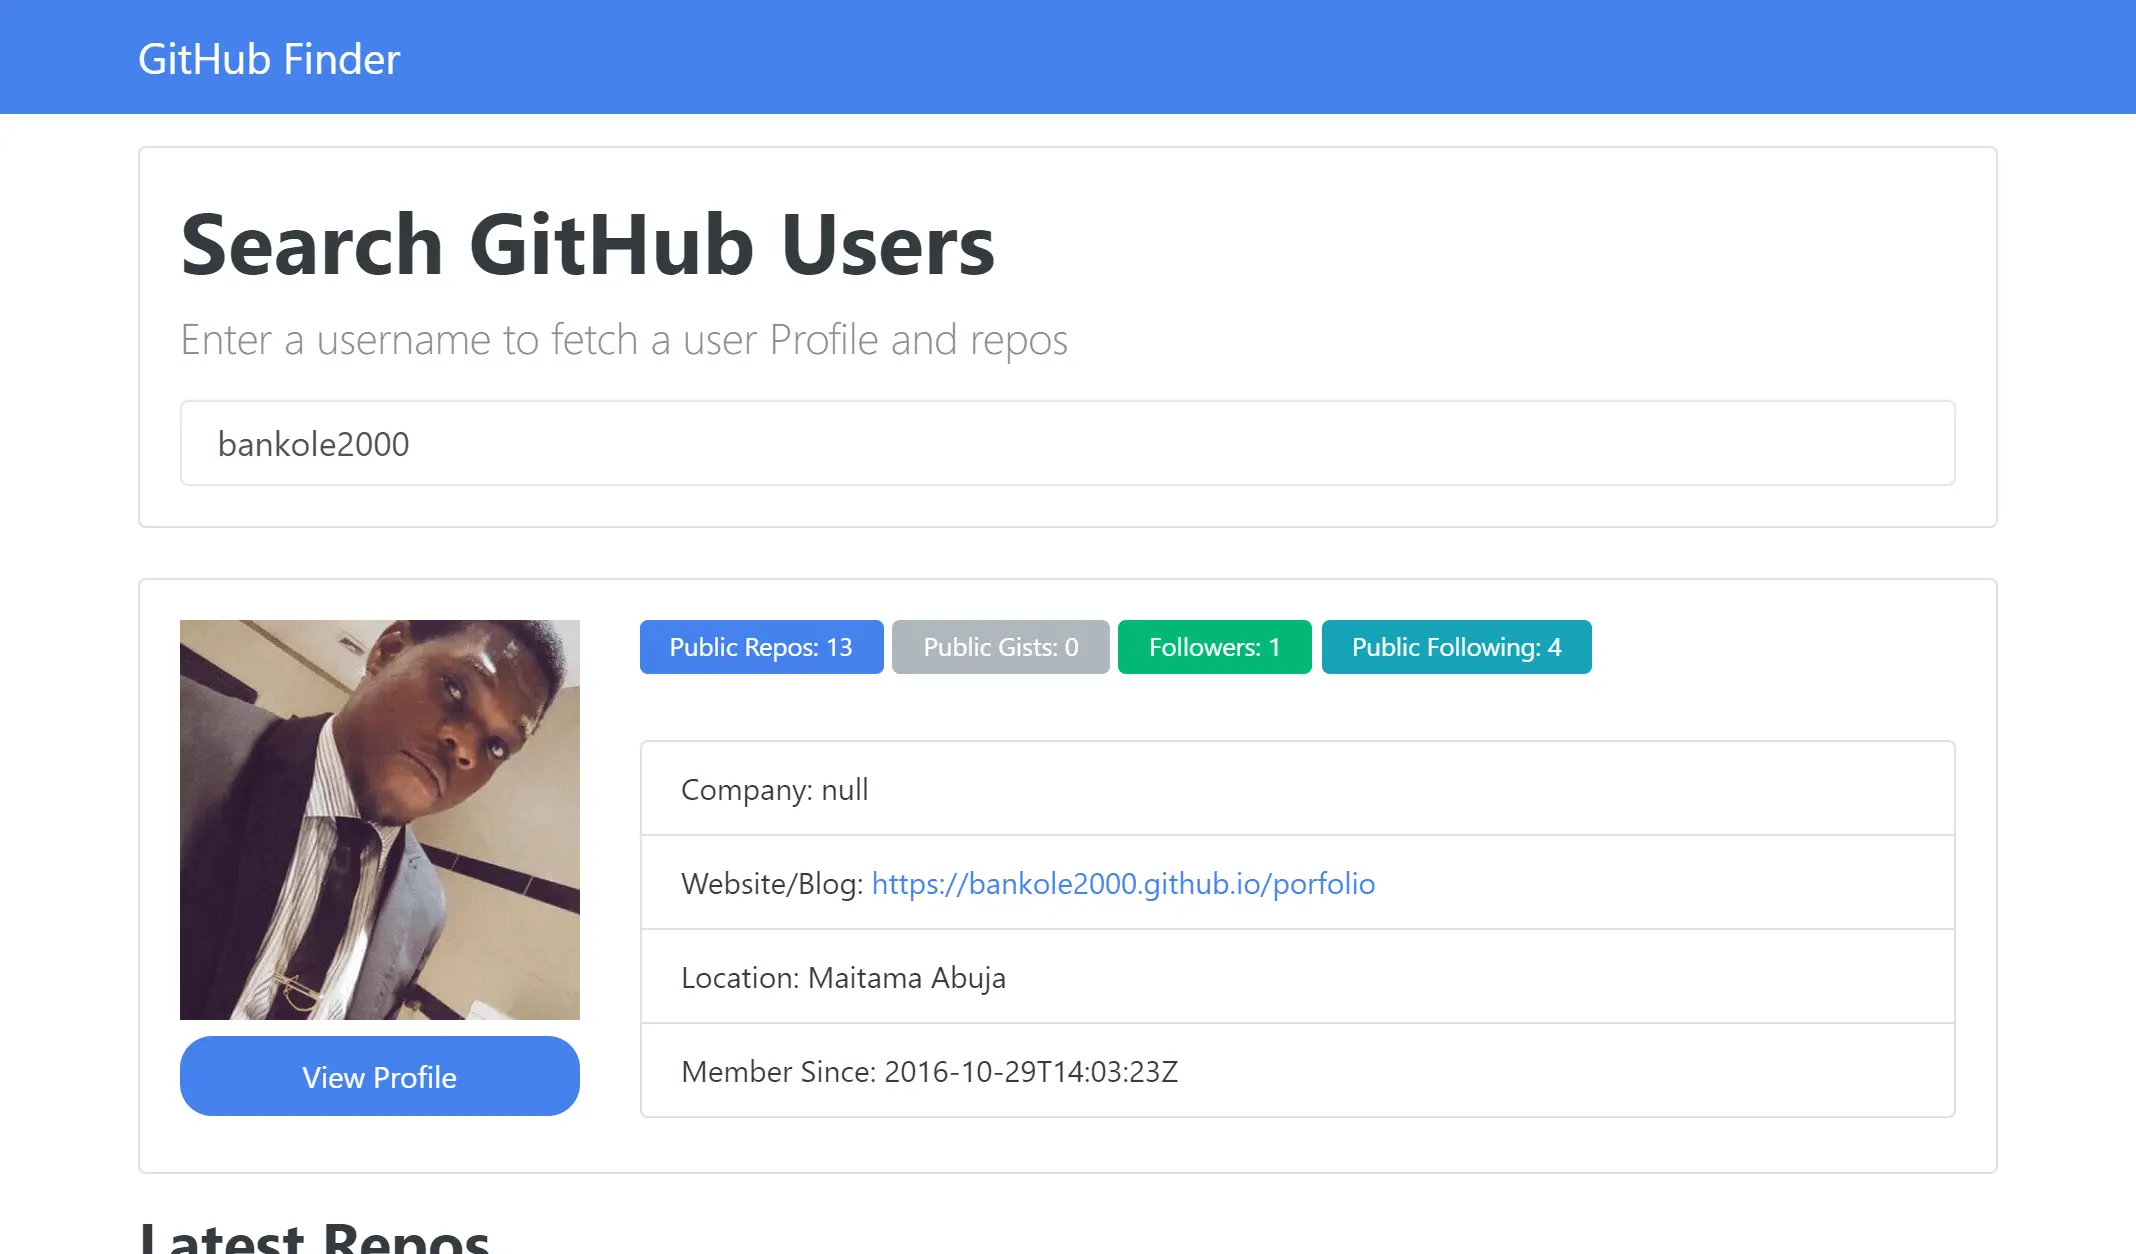 GitHub Finder
Search GitHub Users
Enter a username to fetch a user Profile and repos
bankole2000
Public Repos: 13
Public Gists: 0
Followers: 1
Public Following: 4
Company: null
Website/Blog: https://bankole2000.github.io/porfolio
Location: Maitama Abuja
Member Since: 2016-10-29T14:03:23Z
View Profile
Latest Repos